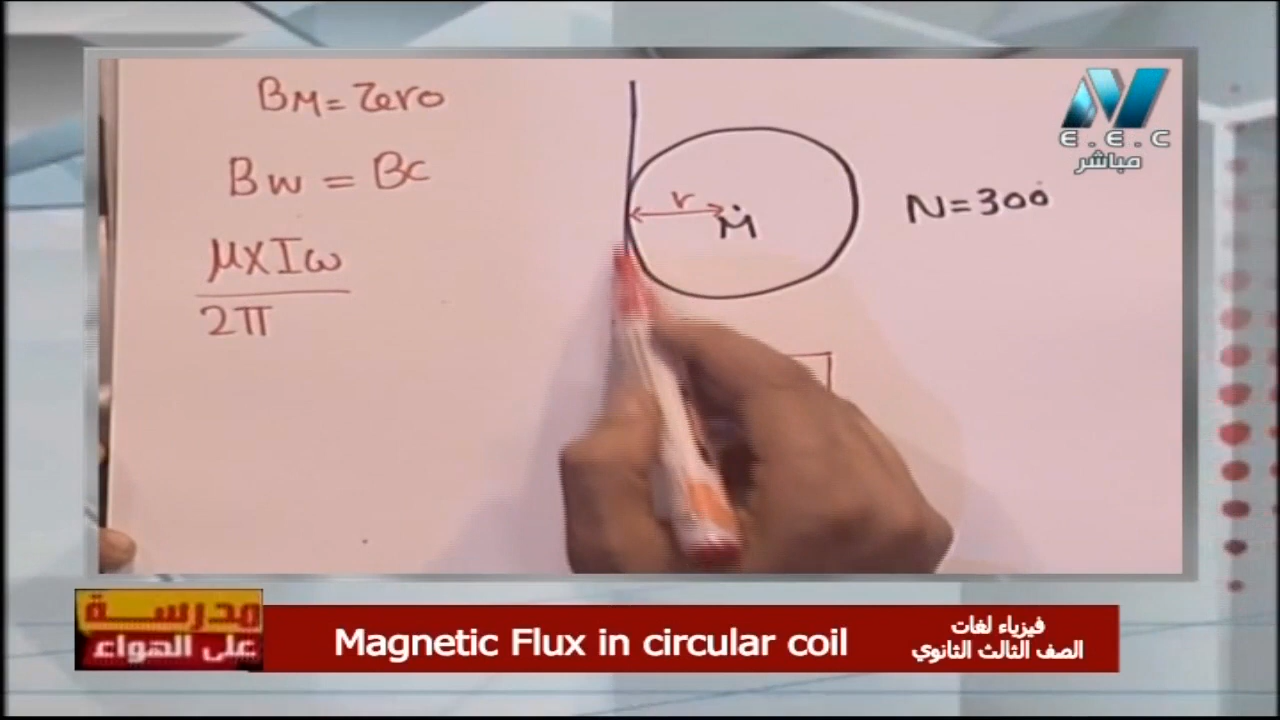 BM = Zero
BW = BC
μ x Iω
2π
r
M
N = 300
E.E.C
مباشر
مدرسة
على الهواء
Magnetic Flux in circular coil
فيزياء لغات
الصف الثالث الثانوي